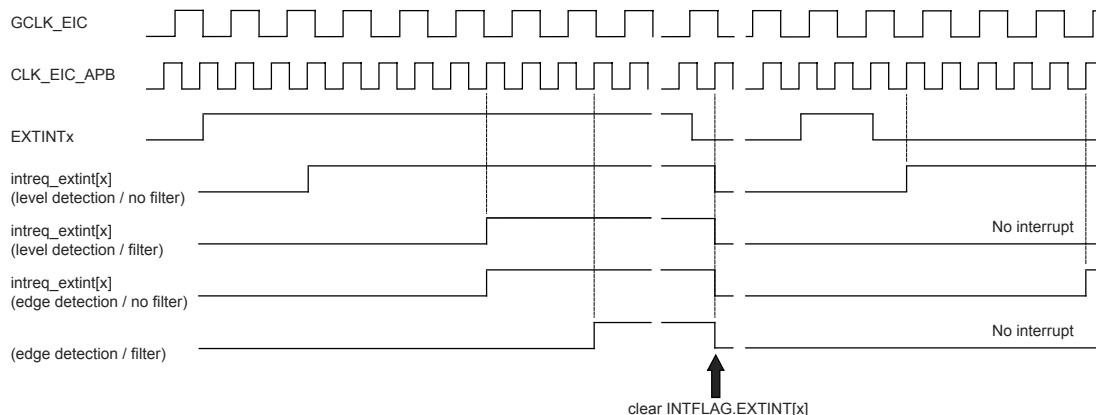 GCLK_EIC
CLK_EIC_APB
EXTINTx
intreq_extint[x]
(level detection / no filter)
intreq_extint[x]
(level detection / filter)
No interrupt
intreq_extint[x]
(edge detection / no filter)
(edge detection / filter)
No interrupt
clear INTFLAG.EXTINT[x]